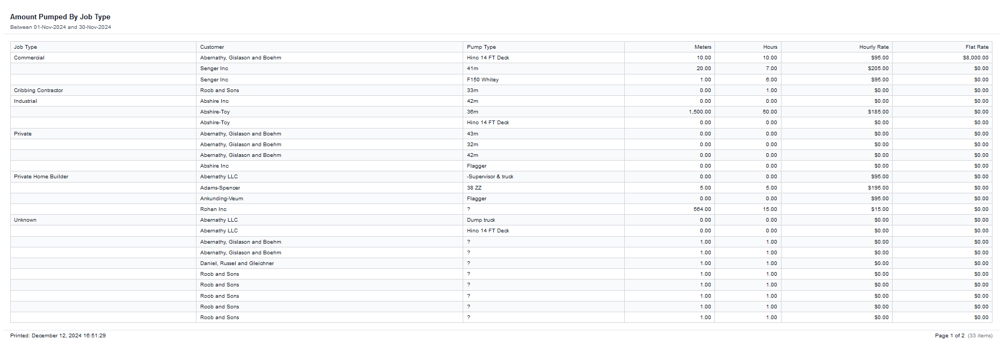 Amount Pumped By Job Type
Between 01-Nov-2024 and 30-Nov-2024
Job Type Customer Pump Type Meters Hours Hourly Rate Flat Rate
Commercial Abernathy, Gislason and Boehm Hino 14 FT Deck 10.00 10.00 $95.00 $8,000.00
Senger Inc 41m 20.00 7.00 $205.00 $0.00
Senger Inc F150 Whitey 1.00 6.00 $95.00 $0.00
Cribbing Contractor Roob and Sons 33m 0.00 1.00 $0.00 $0.00
Industrial Abshire Inc 42m 0.00 0.00 $0.00 $0.00
Abshire-Toy 36m 1,500.00 50.00 $185.00 $0.00
Abshire-Toy Hino 14 FT Deck 0.00 0.00 $0.00 $0.00
Private Abernathy, Gislason and Boehm 43m 0.00 0.00 $0.00 $0.00
Abernathy, Gislason and Boehm 32m 0.00 0.00 $0.00 $0.00
Abernathy, Gislason and Boehm 42m 0.00 0.00 $0.00 $0.00
Abshire Inc Flagger 0.00 0.00 $0.00 $0.00
Private Home Builder Abernathy LLC -Supervisor & truck 0.00 0.00 $95.00 $0.00
Adams-Spencer 38 ZZ 5.00 5.00 $195.00 $0.00
Ankunding-Veum Flagger 0.00 0.00 $95.00 $0.00
Rohan Inc ? 564.00 15.00 $15.00 $0.00
Unknown Abernathy LLC Dump truck 0.00 0.00 $0.00 $0.00
Abernathy LLC Hino 14 FT Deck 0.00 0.00 $0.00 $0.00
Abernathy, Gislason and Boehm ? 1.00 1.00 $0.00 $0.00
Abernathy, Gislason and Boehm ? 1.00 1.00 $0.00 $0.00
Daniel, Russel and Gleichner ? 1.00 1.00 $0.00 $0.00
Roob and Sons ? 1.00 1.00 $0.00 $0.00
Roob and Sons ? 1.00 1.00 $0.00 $0.00
Roob and Sons ? 1.00 1.00 $0.00 $0.00
Roob and Sons ? 1.00 1.00 $0.00 $0.00
Roob and Sons ? 1.00 1.00 $0.00 $0.00
Printed: December 12, 2024 16:51:29 Page 1 of 2 (33 items)